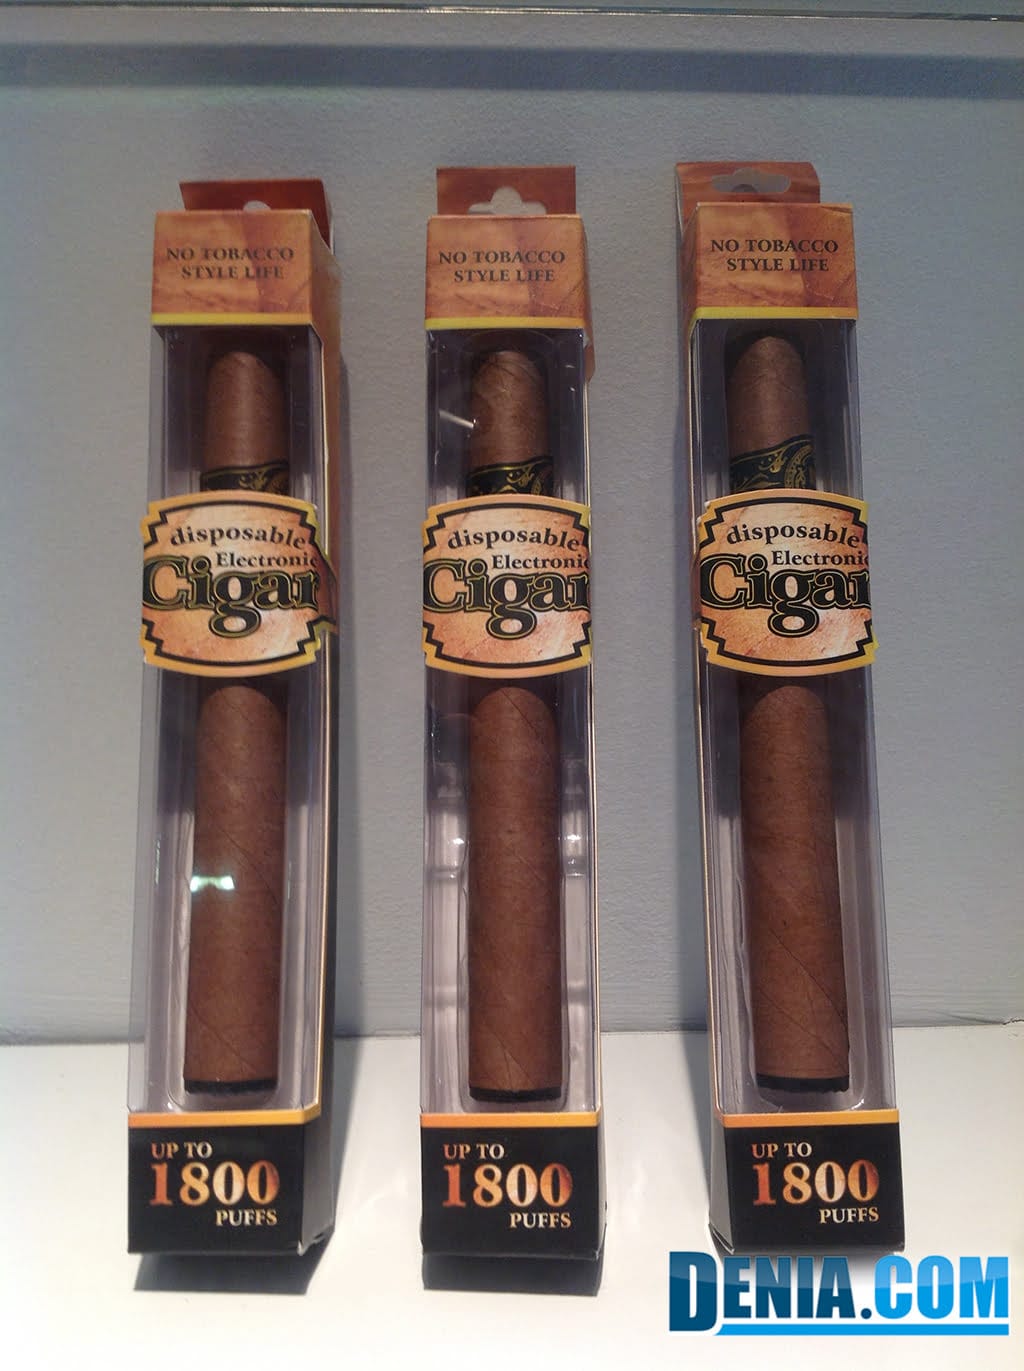 NO TOBACCO
STYLE LIFE
disposable
Electronic
Cigar
UP TO
1800
PUFFS
NO TOBACCO
STYLE LIFE
disposable
Electronic
Cigar
UP TO
1800
PUFFS
NO TOBACCO
STYLE LIFE
disposable
Electronic
Cigar
UP TO
1800
PUFFS
DENIA.COM